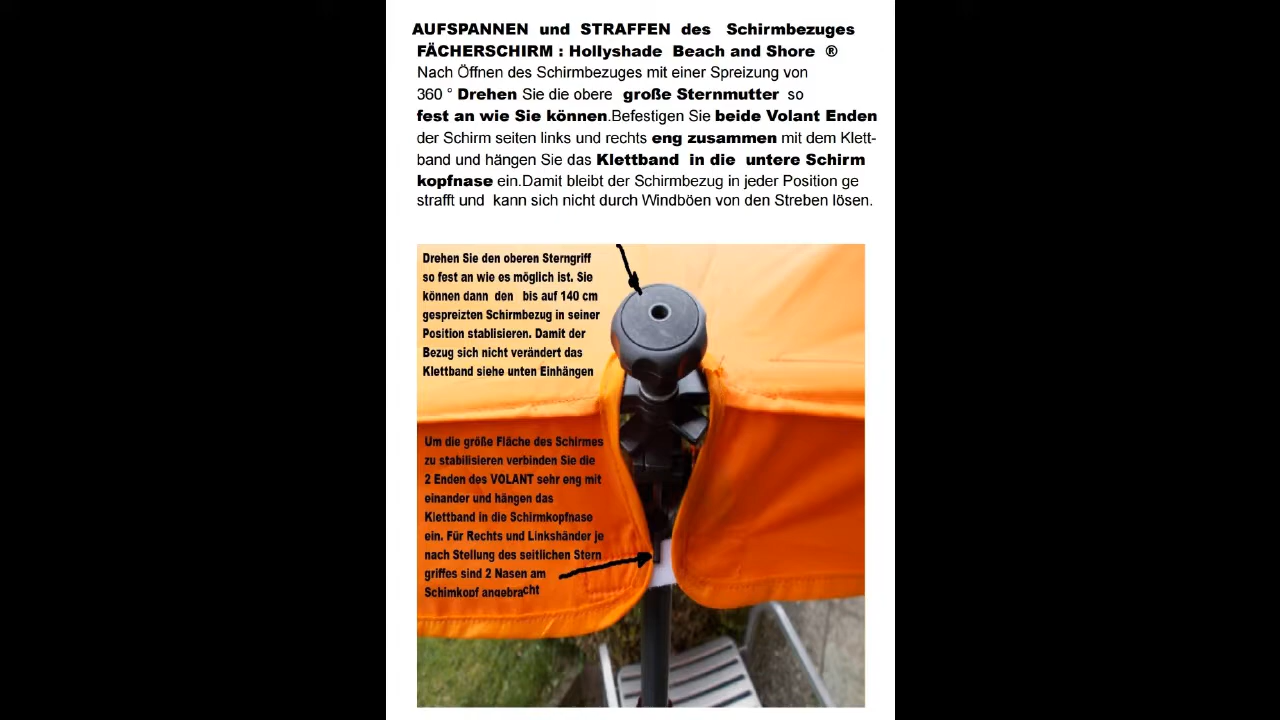 AUFSPANNEN und STRAFFEN des Schirmbezuges
FÄCHERSCHIRM : Hollyshade Beach and Shore ®
Nach Öffnen des Schirmbezuges mit einer Spreizung von
360 ° Drehen Sie die obere große Sternmutter so
fest an wie Sie können.Befestigen Sie beide Volant Enden
der Schirm seiten links und rechts eng zusammen mit dem Klett-
band und hängen Sie das Klettband in die untere Schirm
kopfnase ein.Damit bleibt der Schirmbezug in jeder Position ge
strafft und kann sich nicht durch Windböen von den Streben lösen.
Drehen Sie den oberen Sterngriff
so fest an wie es möglich ist. Sie
können dann den bis auf 140 cm
gespreizten Schirmbezug in seiner
Position stablisieren. Damit der
Bezug sich nicht verändert das
Klettband siehe unten Einhängen
Um die größe Fläche des Schirmes
zu stabilisieren verbinden Sie die
2 Enden des VOLANT sehr eng mit
einander und hängen das
Klettband in die Schirmkopfnase
ein. Für Rechts und Linkshänder je
nach Stellung des seitlichen Stern
griffes sind 2 Nasen am
Schimkopf angebracht